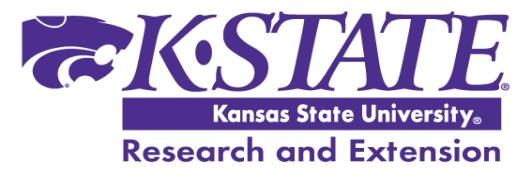 K·STATE®
Kansas State University®
Research and Extension